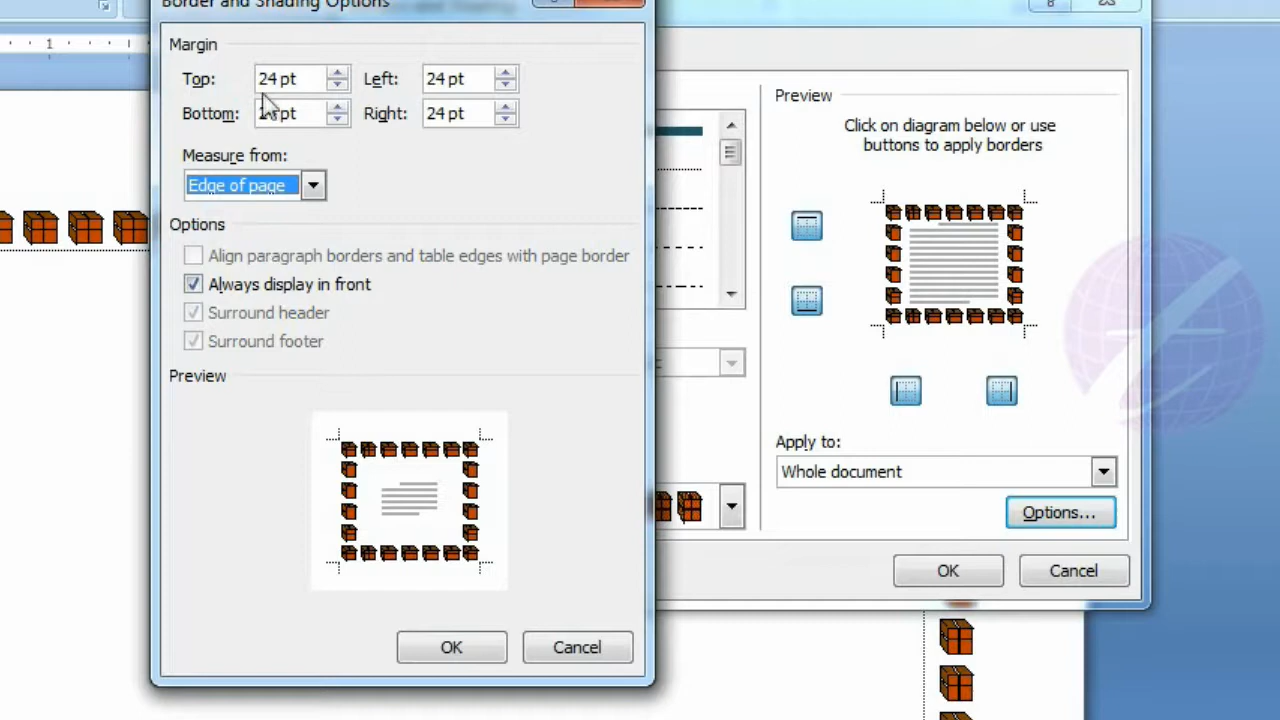 Border and Shading Options
Margin
Top: 24 pt Left: 24 pt
Bottom: pt Right: 24 pt
Measure from:
Edge of page
Options
Align paragraph borders and table edges with page border
Always display in front
Surround header
Surround footer
Preview
OK Cancel
1
Preview
Click on diagram below or use
buttons to apply borders
Apply to:
Whole document
Options...
OK Cancel